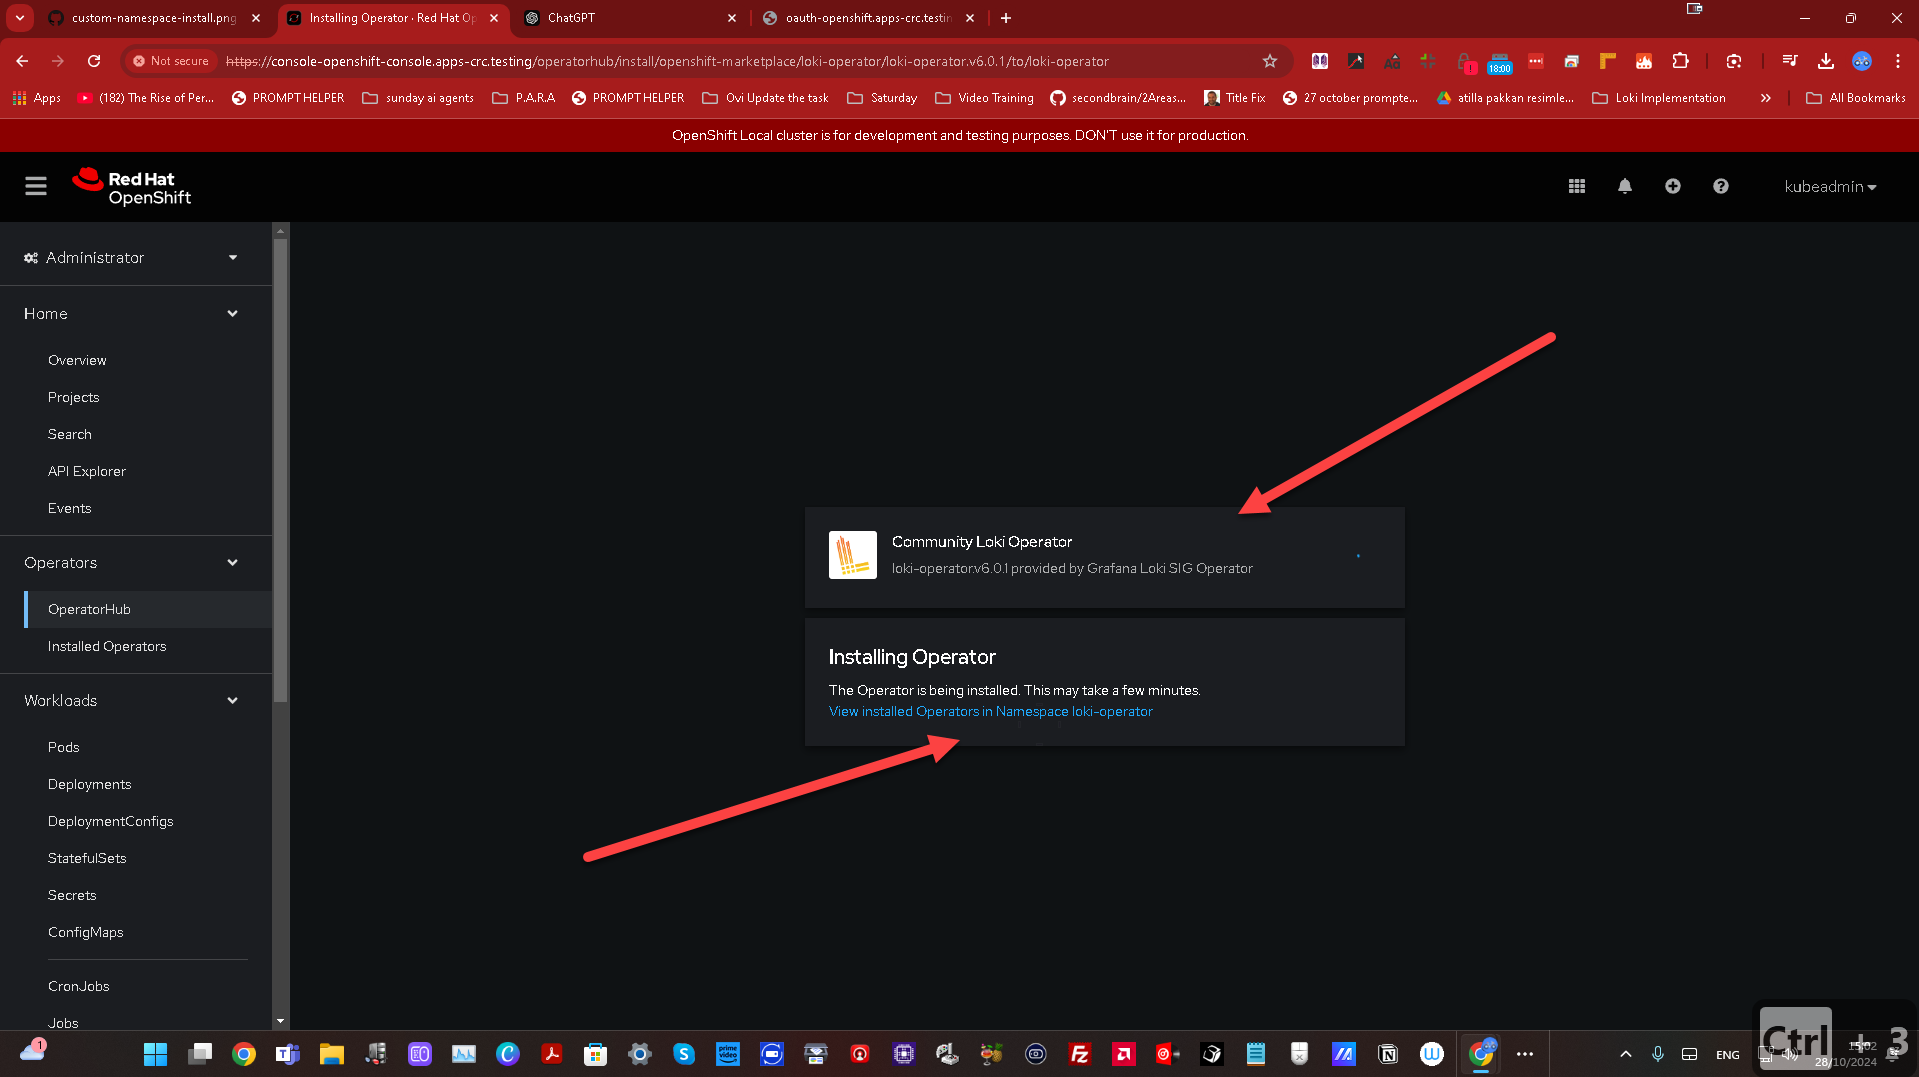 custom-namespace-install.png
Installing Operator · Red Hat Op
ChatGPT
oauth-openshift.apps-crc.testin
Not secure
https://console-openshift-console.apps-crc.testing/operatorhub/install/openshift-marketplace/loki-operator/loki-operator.v6.0.1/to/loki-operator
18:00
Apps
(182) The Rise of Per...
PROMPT HELPER
sunday ai agents
P.A.R.A
PROMPT HELPER
Ovi Update the task
Saturday
Video Training
secondbrain/2Areas...
Title Fix
27 october prompte...
atilla pakkan resimle...
Loki Implementation
All Bookmarks
OpenShift Local cluster is for development and testing purposes. DON'T use it for production.
Red Hat
OpenShift
kubeadmin
Administrator
Home
Overview
Projects
Search
API Explorer
Events
Operators
OperatorHub
Installed Operators
Workloads
Pods
Deployments
DeploymentConfigs
StatefulSets
Secrets
ConfigMaps
CronJobs
Jobs
Community Loki Operator
loki-operator.v6.0.1 provided by Grafana Loki SIG Operator
Installing Operator
The Operator is being installed. This may take a few minutes.
View installed Operators in Namespace loki-operator
1
ENG
28/10/2024
Ctrl + 3